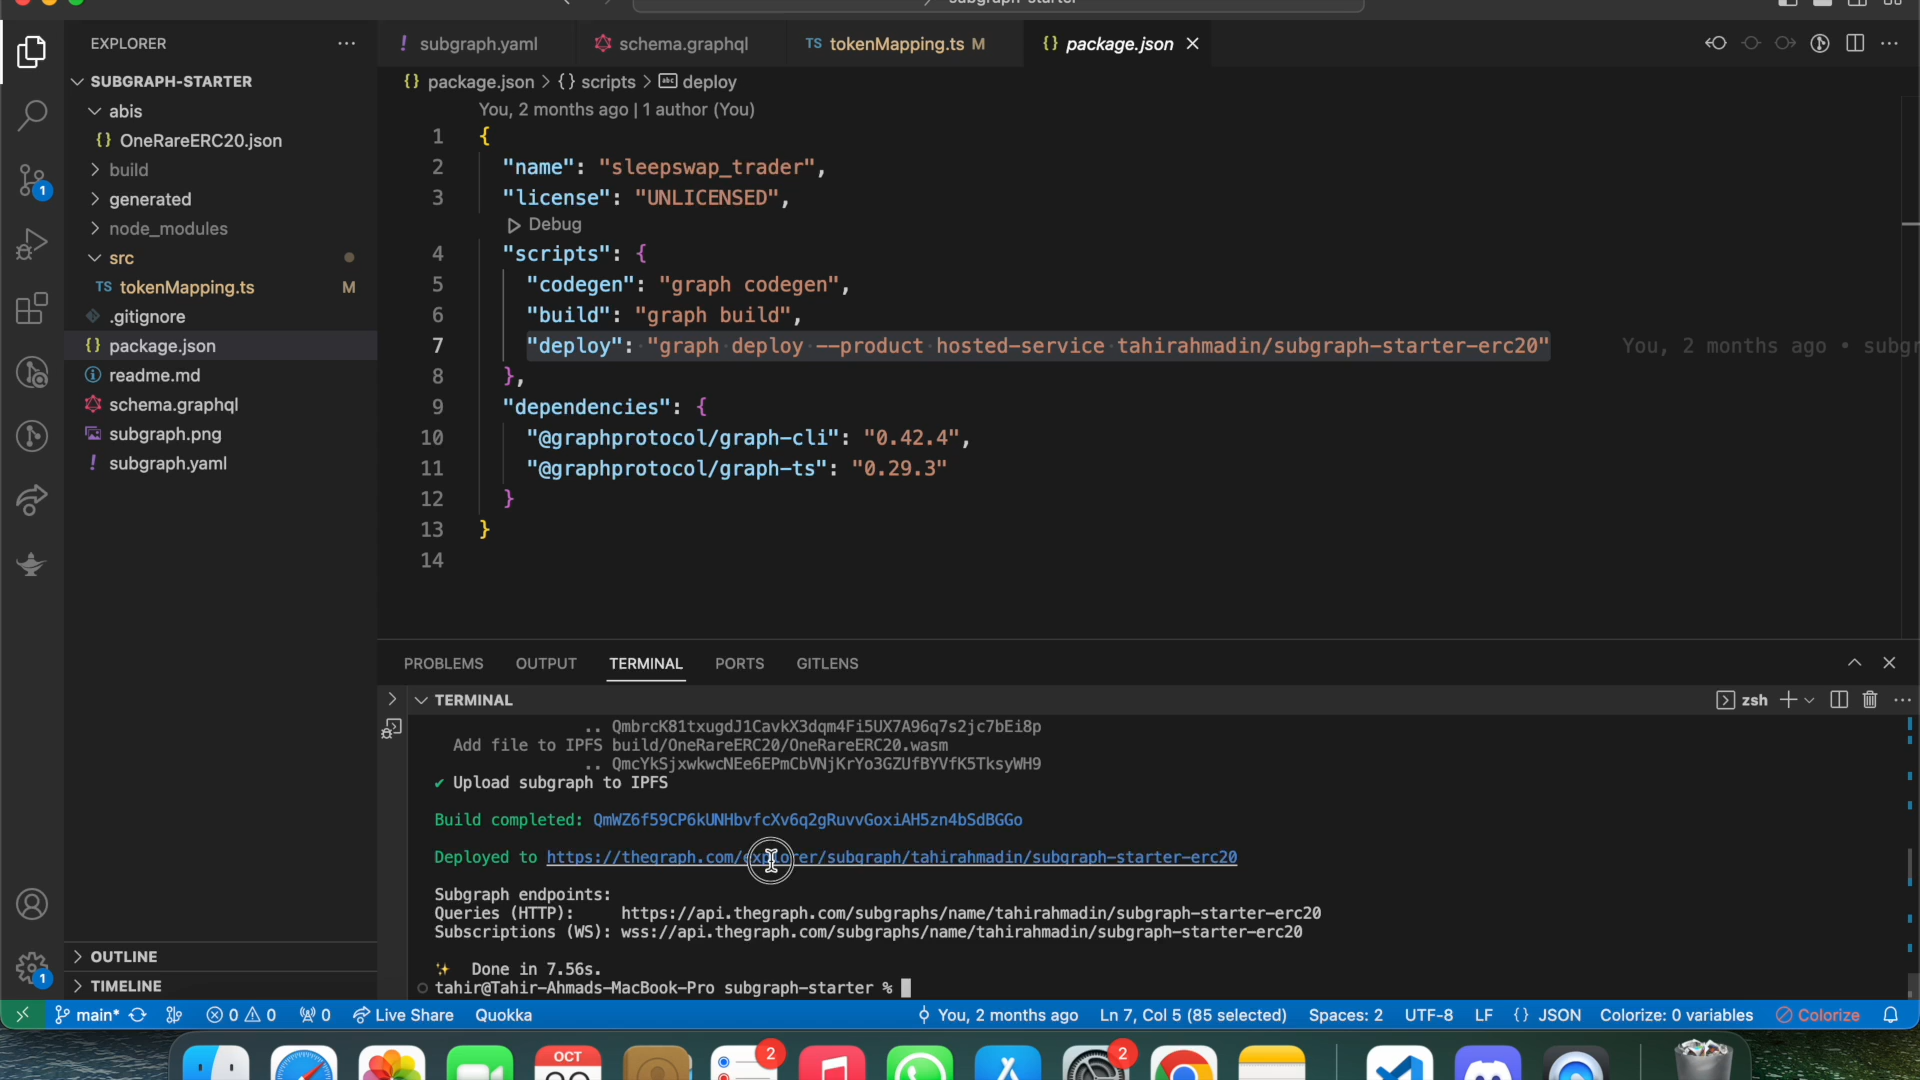 EXPLORER
SUBGRAPH-STARTER
abis
OneRareERC20.json
build
generated
node_modules
src
TS tokenMapping.ts M
.gitignore
package.json
readme.md
schema.graphql
subgraph.png
subgraph.yaml
OUTLINE
TIMELINE
1
1
! subgraph.yaml
schema.graphql
TS tokenMapping.ts M
{} package.json
{} package.json > {} scripts > abc deploy
You, 2 months ago | 1 author (You)
1 {
2 "name": "sleepswap_trader",
3 "license": "UNLICENSED",
Debug
4 "scripts": {
5 "codegen": "graph codegen",
6 "build": "graph build",
7 "deploy": "graph deploy --product hosted-service tahirahmadin/subgraph-starter-erc20" You, 2 months ago • subgr
8 },
9 "dependencies": {
10 "@graphprotocol/graph-cli": "0.42.4",
11 "@graphprotocol/graph-ts": "0.29.3"
12 }
13 }
14
PROBLEMS OUTPUT TERMINAL PORTS GITLENS
TERMINAL
zsh
.. QmbrcK81txugdJ1CavkX3dqm4Fi5UX7A96q7s2jc7bEi8p
Add file to IPFS build/OneRareERC20/OneRareERC20.wasm
.. QmcYkSjxwkwcNEe6EPmCbVNjKrYo3GZUfBYVfK5TksyWH9
✔ Upload subgraph to IPFS
Build completed: QmWZ6f59CP6kUNHbvfcXv6q2gRuvvGoxiAH5zn4bSdBGGo
Deployed to https://thegraph.com/explorer/subgraph/tahirahmadin/subgraph-starter-erc20
Subgraph endpoints:
Queries (HTTP): https://api.thegraph.com/subgraphs/name/tahirahmadin/subgraph-starter-erc20
Subscriptions (WS): wss://api.thegraph.com/subgraphs/name/tahirahmadin/subgraph-starter-erc20
✨ Done in 7.56s.
tahir@Tahir-Ahmads-MacBook-Pro subgraph-starter %
main* 0 0 0 Live Share Quokka You, 2 months ago Ln 7, Col 5 (85 selected) Spaces: 2 UTF-8 LF {} JSON Colorize: 0 variables Colorize
OCT 2 2